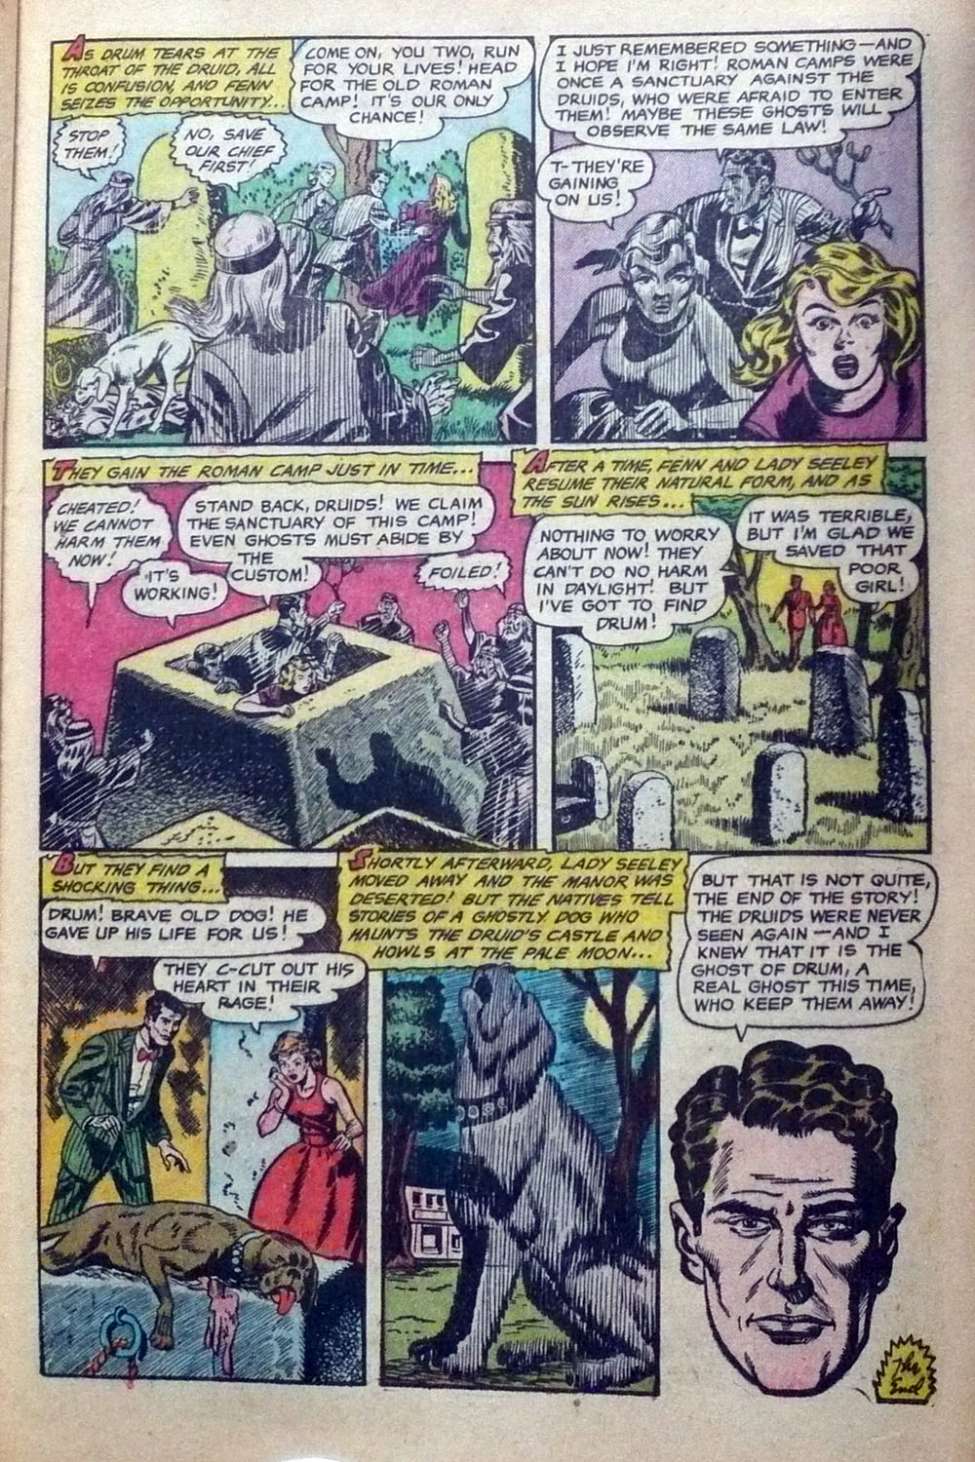 AS DRUM TEARS AT THE
THROAT OF THE DRUID, ALL
IS CONFUSION, AND FENN
SEIZES THE OPPORTUNITY...
COME ON, YOU TWO, RUN
FOR YOUR LIVES! HEAD
FOR THE OLD ROMAN
CAMP! IT'S OUR ONLY
CHANCE!
STOP
THEM!
NO, SAVE
OUR CHIEF
FIRST!
I JUST REMEMBERED SOMETHING—AND
I HOPE I'M RIGHT! ROMAN CAMPS WERE
ONCE A SANCTUARY AGAINST THE
DRUIDS, WHO WERE AFRAID TO ENTER
THEM! MAYBE THESE GHOSTS WILL
OBSERVE THE SAME LAW!
T-THEY'RE
GAINING
ON US!
THEY GAIN THE ROMAN CAMP JUST IN TIME...
CHEATED!
WE CANNOT
HARM THEM
NOW!
STAND BACK, DRUIDS! WE CLAIM
THE SANCTUARY OF THIS CAMP!
EVEN GHOSTS MUST ABIDE BY
THE
CUSTOM!
IT'S
WORKING!
FOILED!
AFTER A TIME, FENN AND LADY SEELEY
RESUME THEIR NATURAL FORM, AND AS
THE SUN RISES...
NOTHING TO WORRY
ABOUT NOW! THEY
CAN'T DO NO HARM
IN DAYLIGHT! BUT
I'VE GOT TO FIND
DRUM!
IT WAS TERRIBLE,
BUT I'M GLAD WE
SAVED THAT
POOR
GIRL!
BUT THEY FIND A
SHOCKING THING...
DRUM! BRAVE OLD DOG! HE
GAVE UP HIS LIFE FOR US!
THEY C-CUT OUT HIS
HEART IN THEIR
RAGE!
SHORTLY AFTERWARD, LADY SEELEY
MOVED AWAY AND THE MANOR WAS
DESERTED! BUT THE NATIVES TELL
STORIES OF A GHOSTLY DOG WHO
HAUNTS THE DRUID'S CASTLE AND
HOWLS AT THE PALE MOON...
BUT THAT IS NOT QUITE,
THE END OF THE STORY!
THE DRUIDS WERE NEVER
SEEN AGAIN—AND I
KNEW THAT IT IS THE
GHOST OF DRUM, A
REAL GHOST THIS TIME,
WHO KEEP THEM AWAY!
The
End